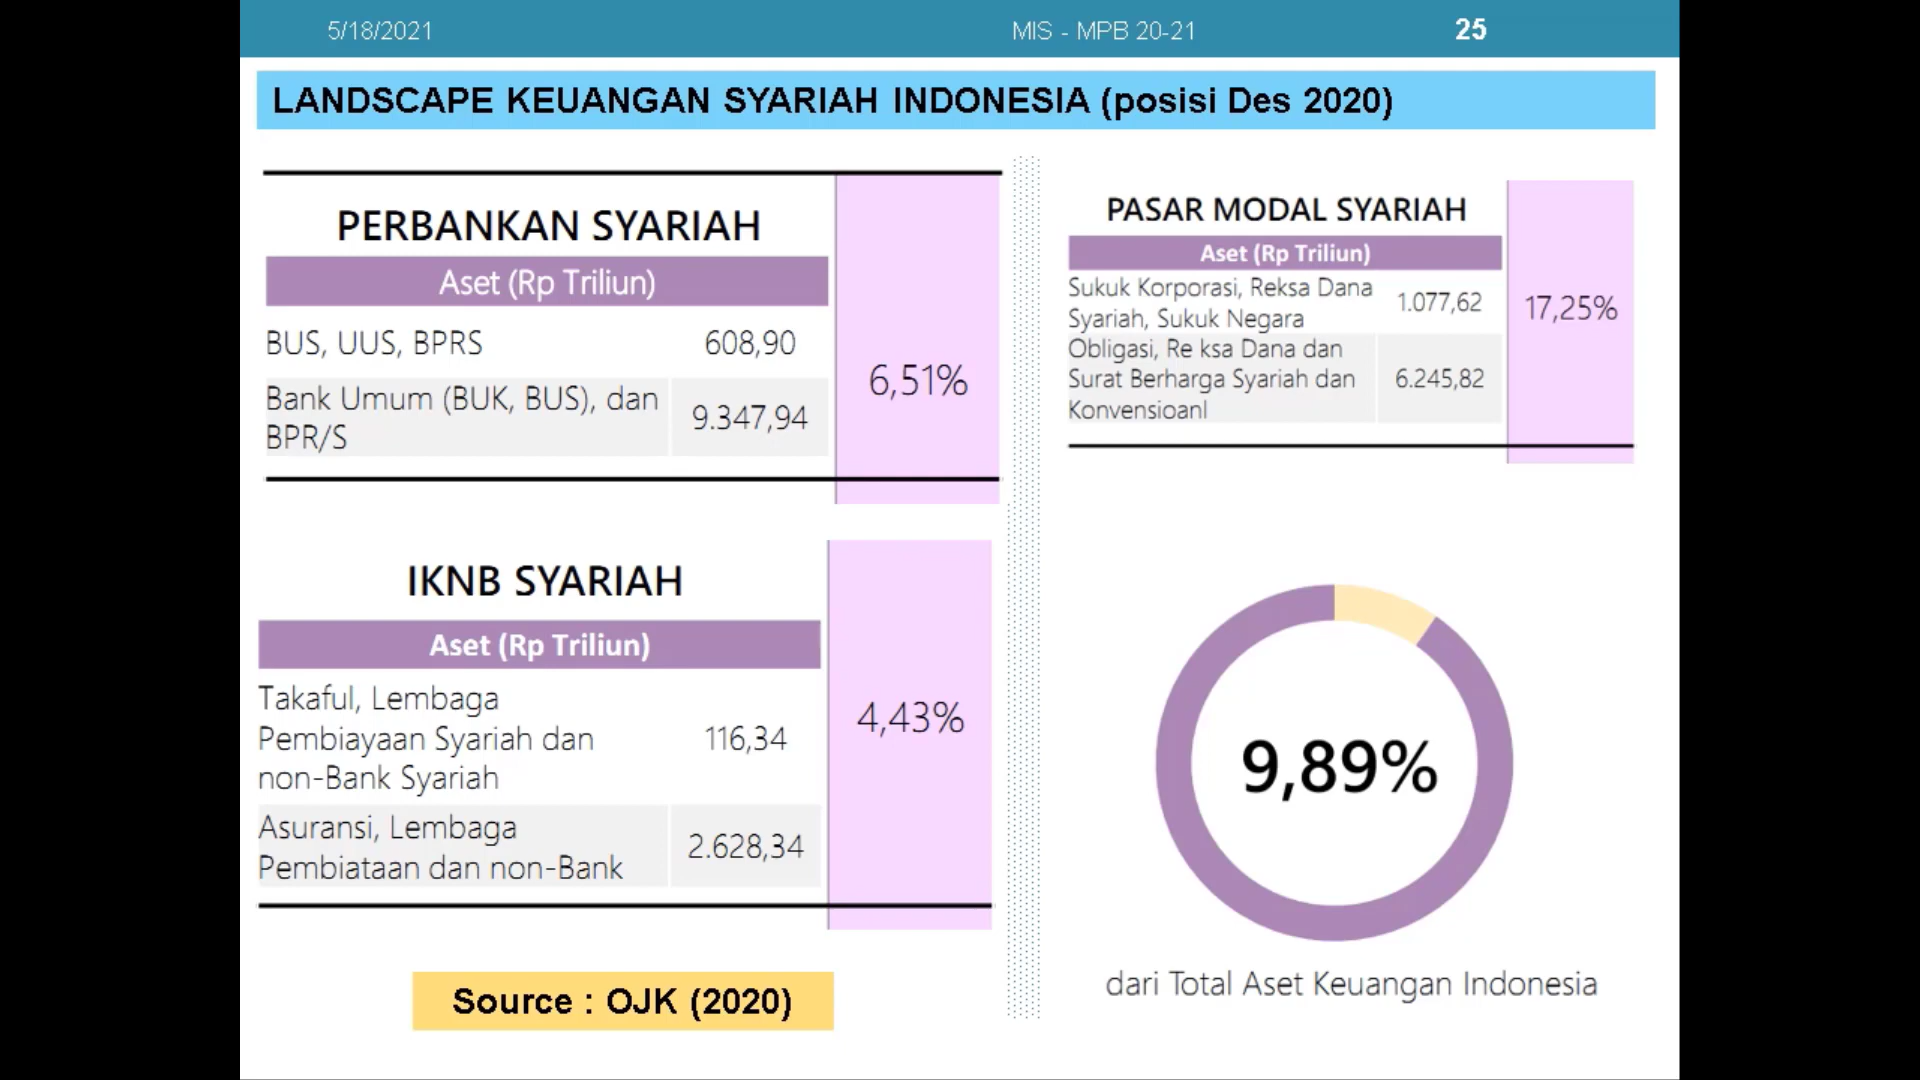 5/18/2021
MIS - MPB 20-21
25
LANDSCAPE KEUANGAN SYARIAH INDONESIA (posisi Des 2020)
PERBANKAN SYARIAH
Aset (Rp Triliun)
BUS, UUS, BPRS 608,90
Bank Umum (BUK, BUS), dan
BPR/S
9.347,94
6,51%
IKNB SYARIAH
Aset (Rp Triliun)
Takaful, Lembaga
Pembiayaan Syariah dan
non-Bank Syariah
116,34
Asuransi, Lembaga
Pembiataan dan non-Bank
2.628,34
4,43%
Source : OJK (2020)
PASAR MODAL SYARIAH
Aset (Rp Triliun)
Sukuk Korporasi, Reksa Dana
Syariah, Sukuk Negara
1.077,62
Obligasi, Re ksa Dana dan
Surat Berharga Syariah dan
Konvensioanl
6.245,82
17,25%
9,89%
dari Total Aset Keuangan Indonesia